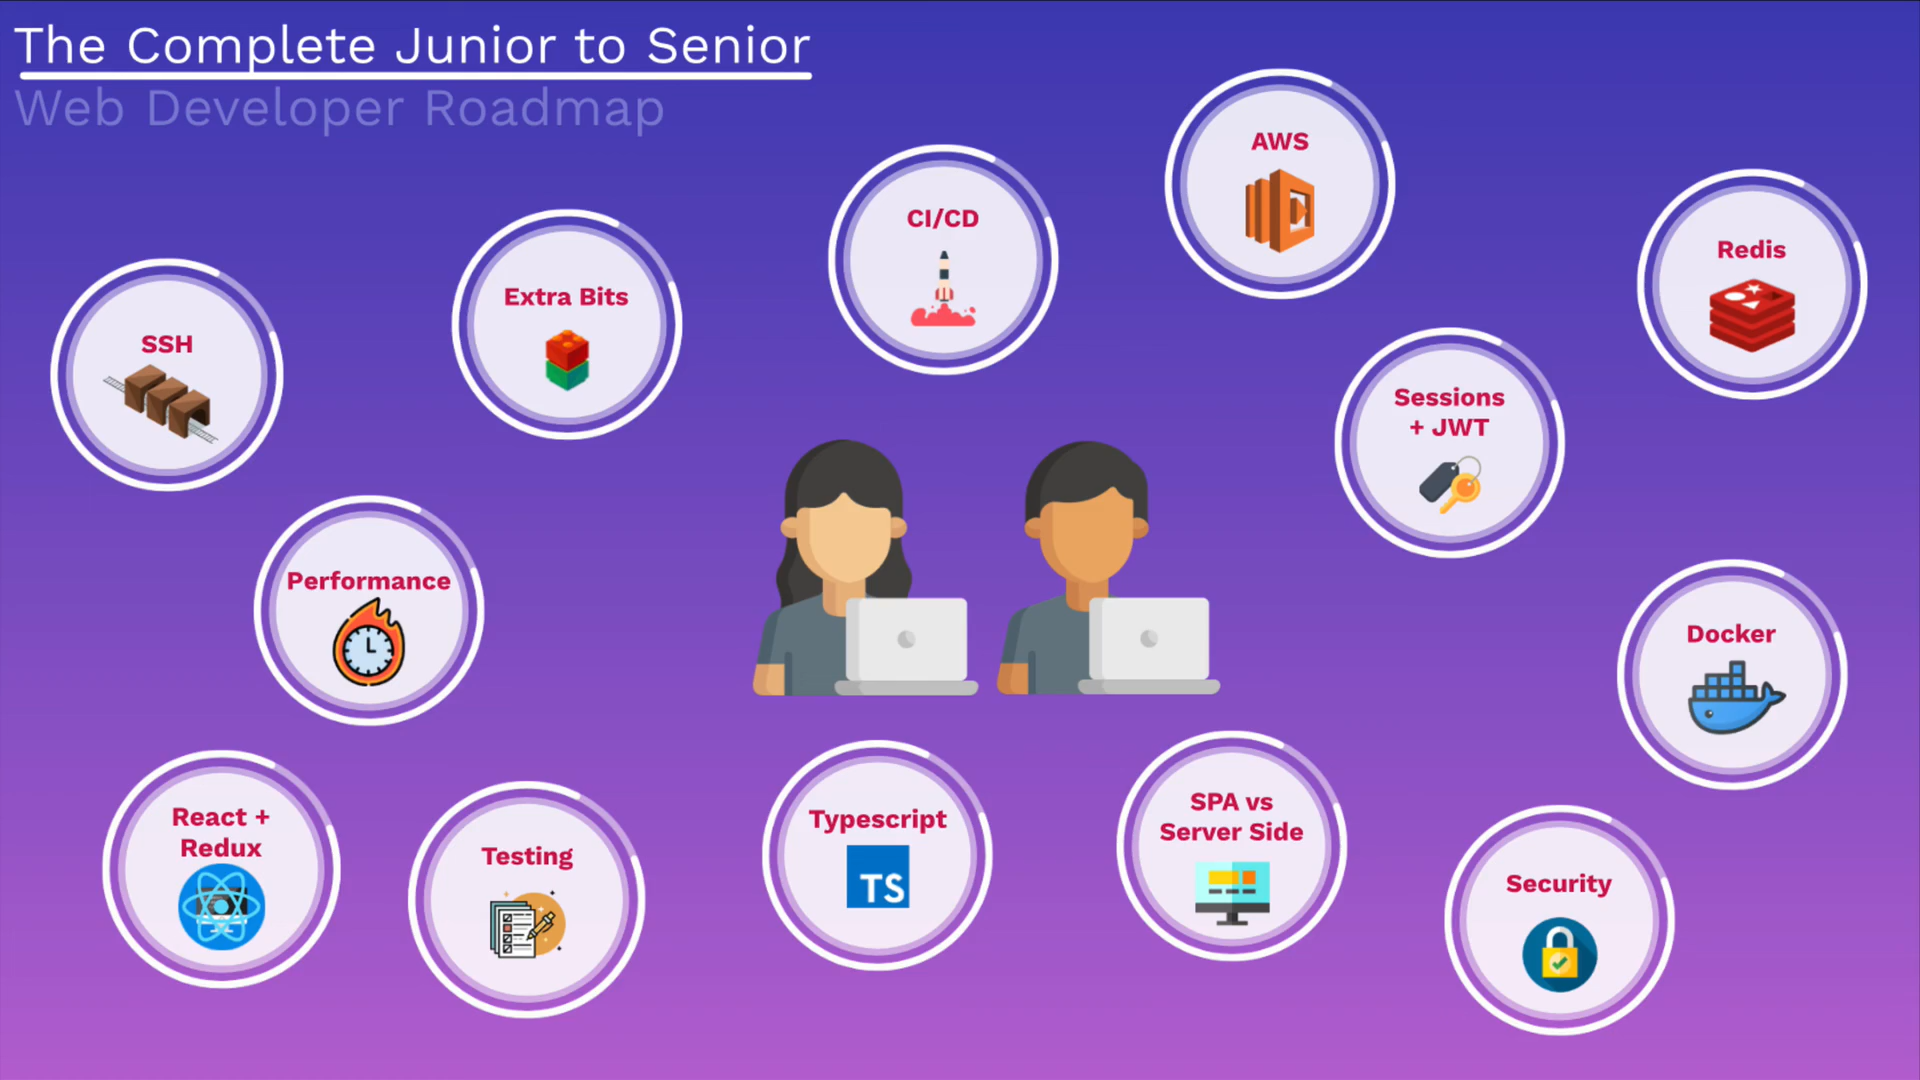 The Complete Junior to Senior
Web Developer Roadmap
AWS
CI/CD
Redis
Extra Bits
SSH
Sessions
+ JWT
Performance
Docker
React +
Redux
Testing
Typescript
TS
SPA vs
Server Side
Security